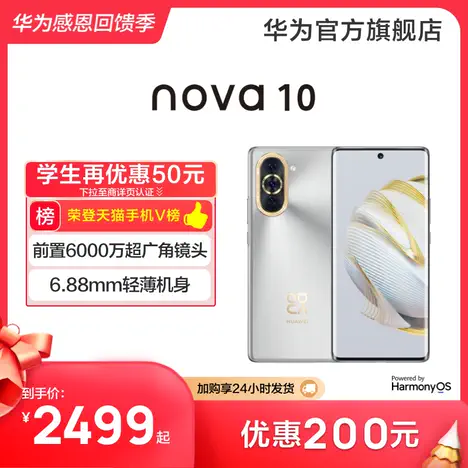 华为感恩回馈季
华为官方旗舰店
nova 10
学生再优惠50元
下拉至商详页认证
榜 荣登天猫手机V榜
前置6000万超广角镜头
6.88mm轻薄机身
HUAWEI
Powered by
HarmonyOS
加购享24小时发货
到手价：
¥2499起
优惠200元